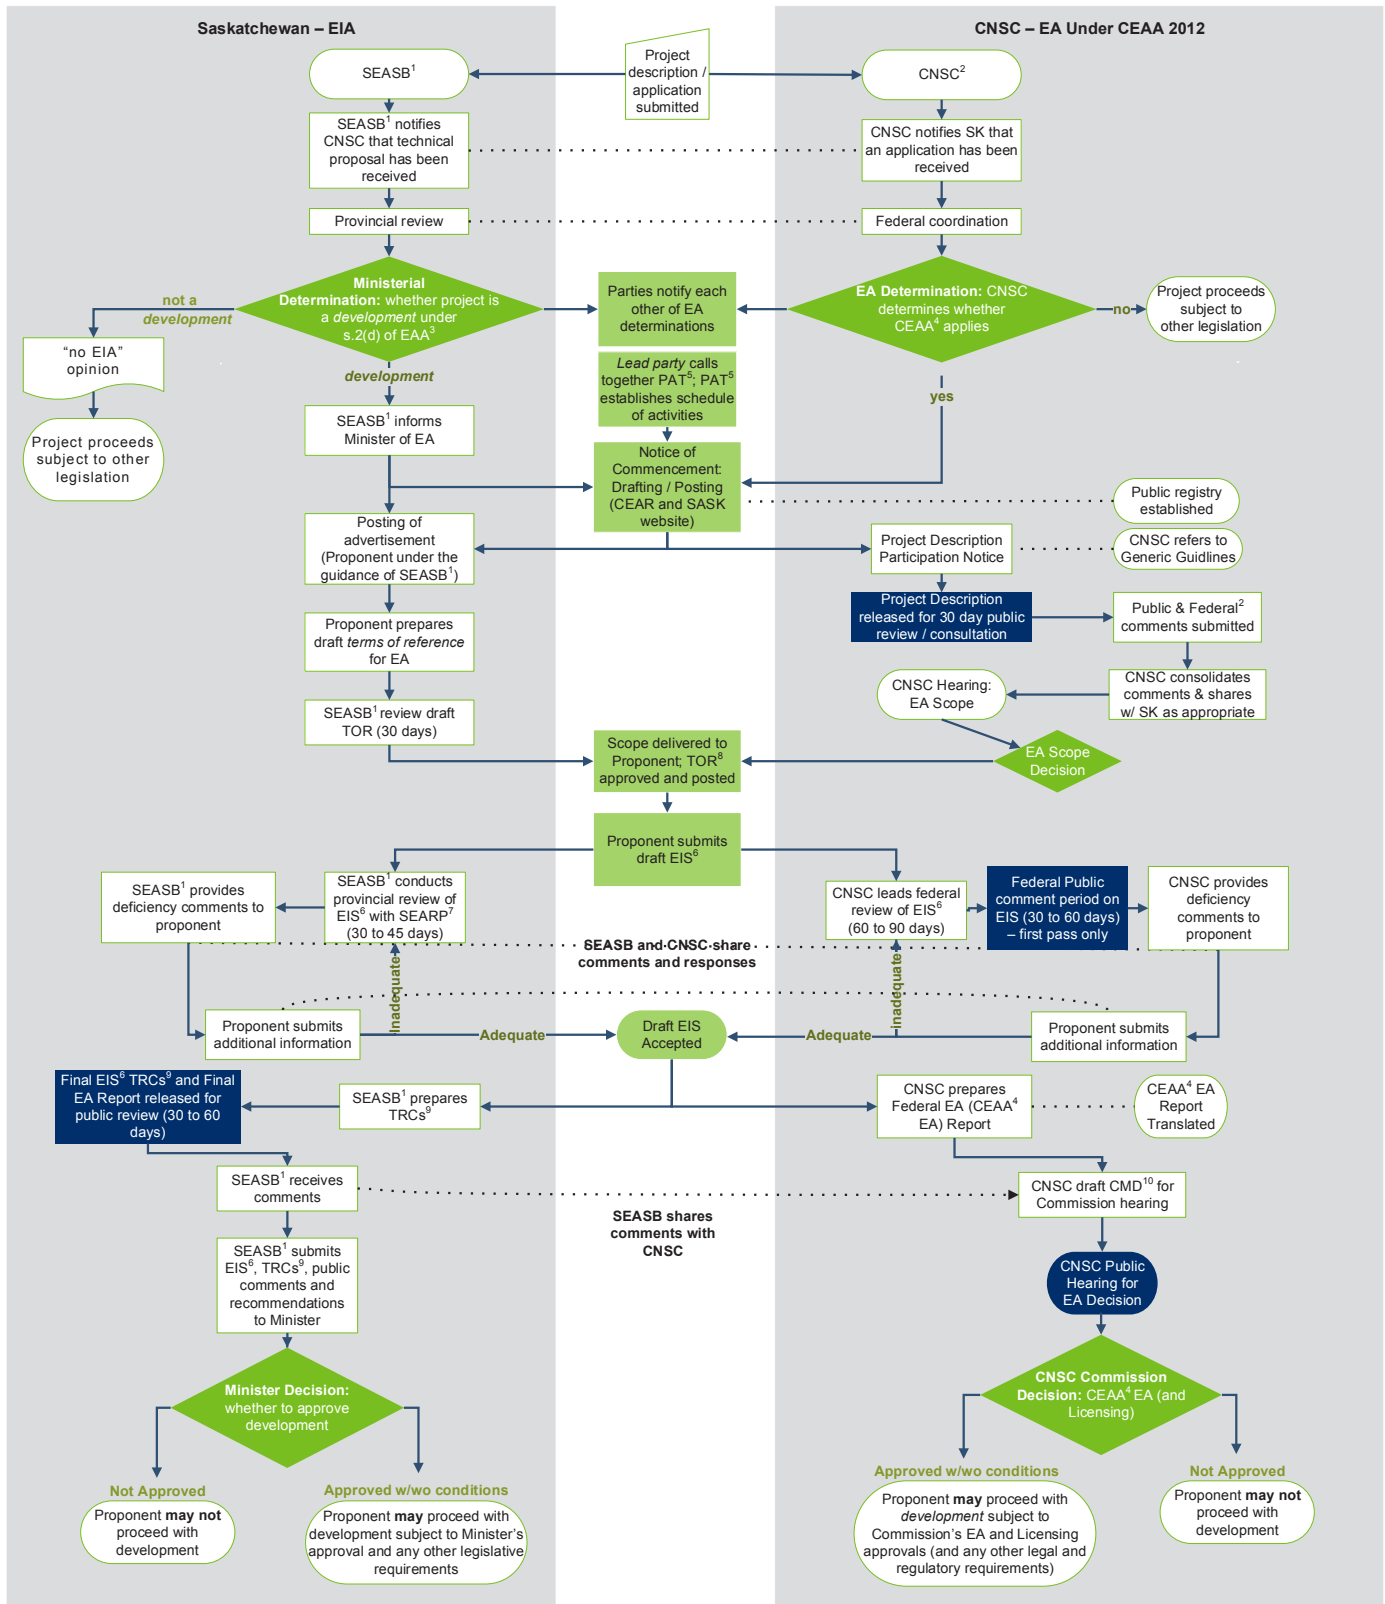 Saskatchewan – EIA
CNSC – EA Under CEAA 2012
Project
description /
application
submitted
SEASB¹
CNSC²
SEASB¹ notifies
CNSC that technical
proposal has been
received
CNSC notifies SK that
an application has been
received
Provincial review
Federal coordination
Ministerial
Determination: whether project is
a development under
s.2(d) of EAA³
not a
development
“no EIA”
opinion
Project proceeds
subject to other
legislation
Parties notify each
other of EA
determinations
EA Determination: CNSC
determines whether
CEAA⁴ applies
no
Project proceeds
subject to
other legislation
development
Lead party calls
together PAT⁵; PAT⁵
establishes schedule
of activities
yes
SEASB¹ informs
Minister of EA
Notice of
Commencement:
Drafting / Posting
(CEAR and SASK
website)
Public registry
established
Posting of
advertisement
(Proponent under the
guidance of SEASB¹)
Project Description
Participation Notice
CNSC refers to
Generic Guidlines
Project Description
released for 30 day public
review / consultation
Public & Federal²
comments submitted
Proponent prepares
draft terms of reference
for EA
CNSC Hearing:
EA Scope
CNSC consolidates
comments & shares
w/ SK as appropriate
SEASB¹ review draft
TOR (30 days)
Scope delivered to
Proponent; TOR⁸
approved and posted
EA Scope
Decision
Proponent submits
draft EIS⁶
SEASB¹ provides
deficiency comments to
proponent
SEASB¹ conducts
provincial review of
EIS⁶ with SEARP⁷
(30 to 45 days)
CNSC leads federal
review of EIS⁶
(60 to 90 days)
Federal Public
comment period on
EIS (30 to 60 days)
– first pass only
CNSC provides
deficiency
comments to
proponent
SEASB and CNSC share
comments and responses
Inadequate
inadequate
Proponent submits
additional information
Adequate
Draft EIS
Accepted
Adequate
Proponent submits
additional information
Final EIS⁶ TRCs⁹ and Final
EA Report released for
public review (30 to 60
days)
SEASB¹ prepares
TRCs⁹
CNSC prepares
Federal EA (CEAA⁴
EA) Report
CEAA⁴ EA
Report
Translated
SEASB¹ receives
comments
SEASB shares
comments with
CNSC
CNSC draft CMD¹⁰ for
Commission hearing
SEASB¹ submits
EIS⁶, TRCs⁹, public
comments and
recommendations
to Minister
CNSC Public
Hearing for
EA Decision
Minister Decision:
whether to approve
development
CNSC Commission
Decision: CEAA⁴ EA (and
Licensing)
Not Approved
Proponent may not
proceed with
development
Approved w/wo conditions
Proponent may proceed with
development subject to Minister’s
approval and any other legislative
requirements
Approved w/wo conditions
Proponent may proceed with
development subject to
Commission’s EA and Licensing
approvals (and any other legal and
regulatory requirements)
Not Approved
Proponent may not
proceed with
development